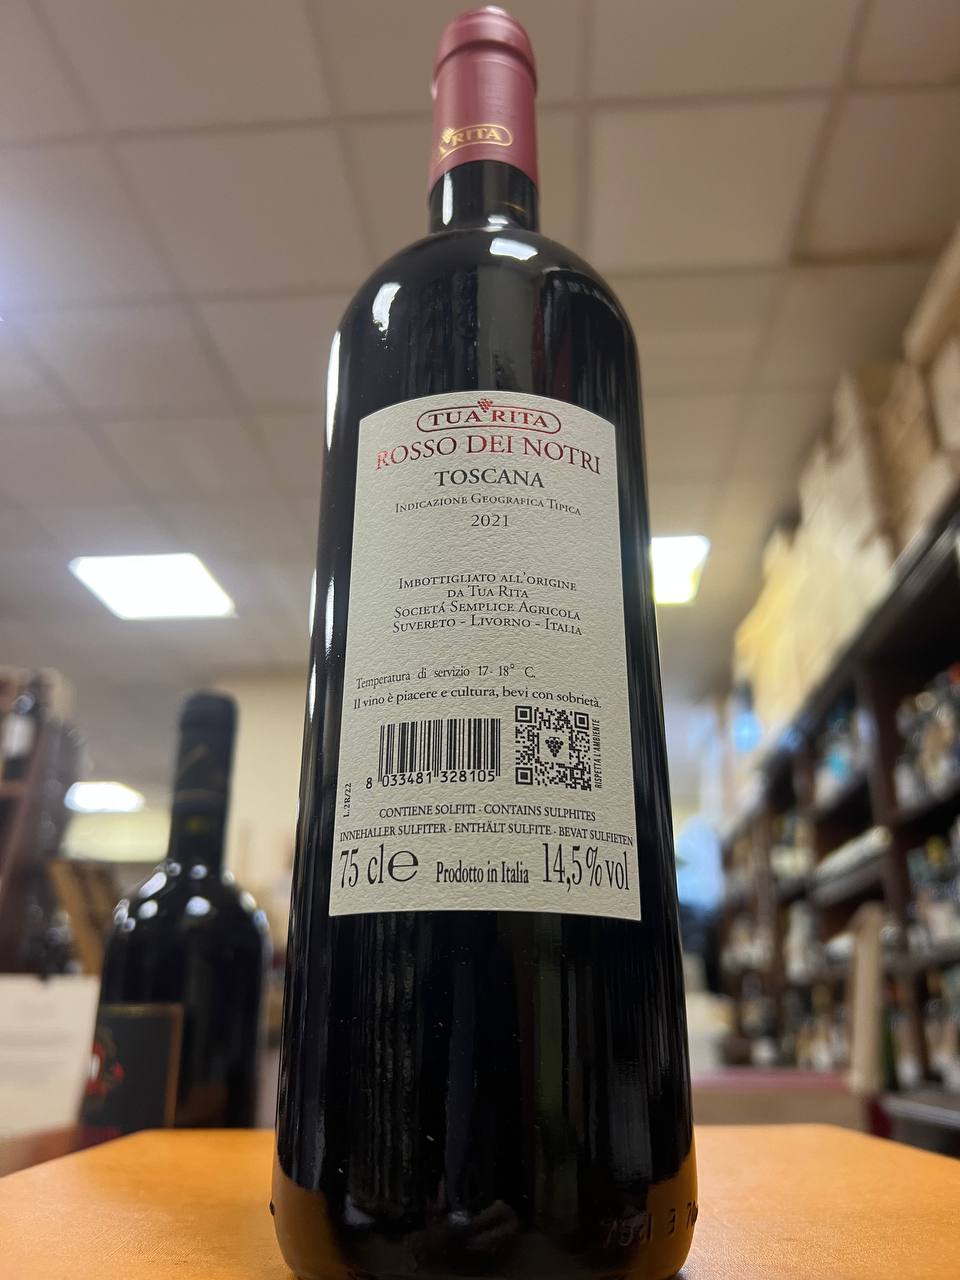 TUA RITA
ROSSO DEI NOTRI
TOSCANA
INDICAZIONE GEOGRAFICA TIPICA
2021
IMBOTTIGLIATO ALL'ORIGINE
DA TUA RITA
SOCIETÁ SEMPLICE AGRICOLA
SUVERETO - LIVORNO - ITALIA
Temperatura di servizio 17-18° C.
Il vino è piacere e cultura, bevi con sobrietà.
8 033481 328105
RISPETTA L'AMBIENTE
L.2R/22
CONTIENE SOLFITI - CONTAINS SULPHITES
INNEHALLER SULFITER - ENTHÄLT SULFITE - BEVAT SULFIETEN
75 cl e Prodotto in Italia 14,5% vol
75cl 3